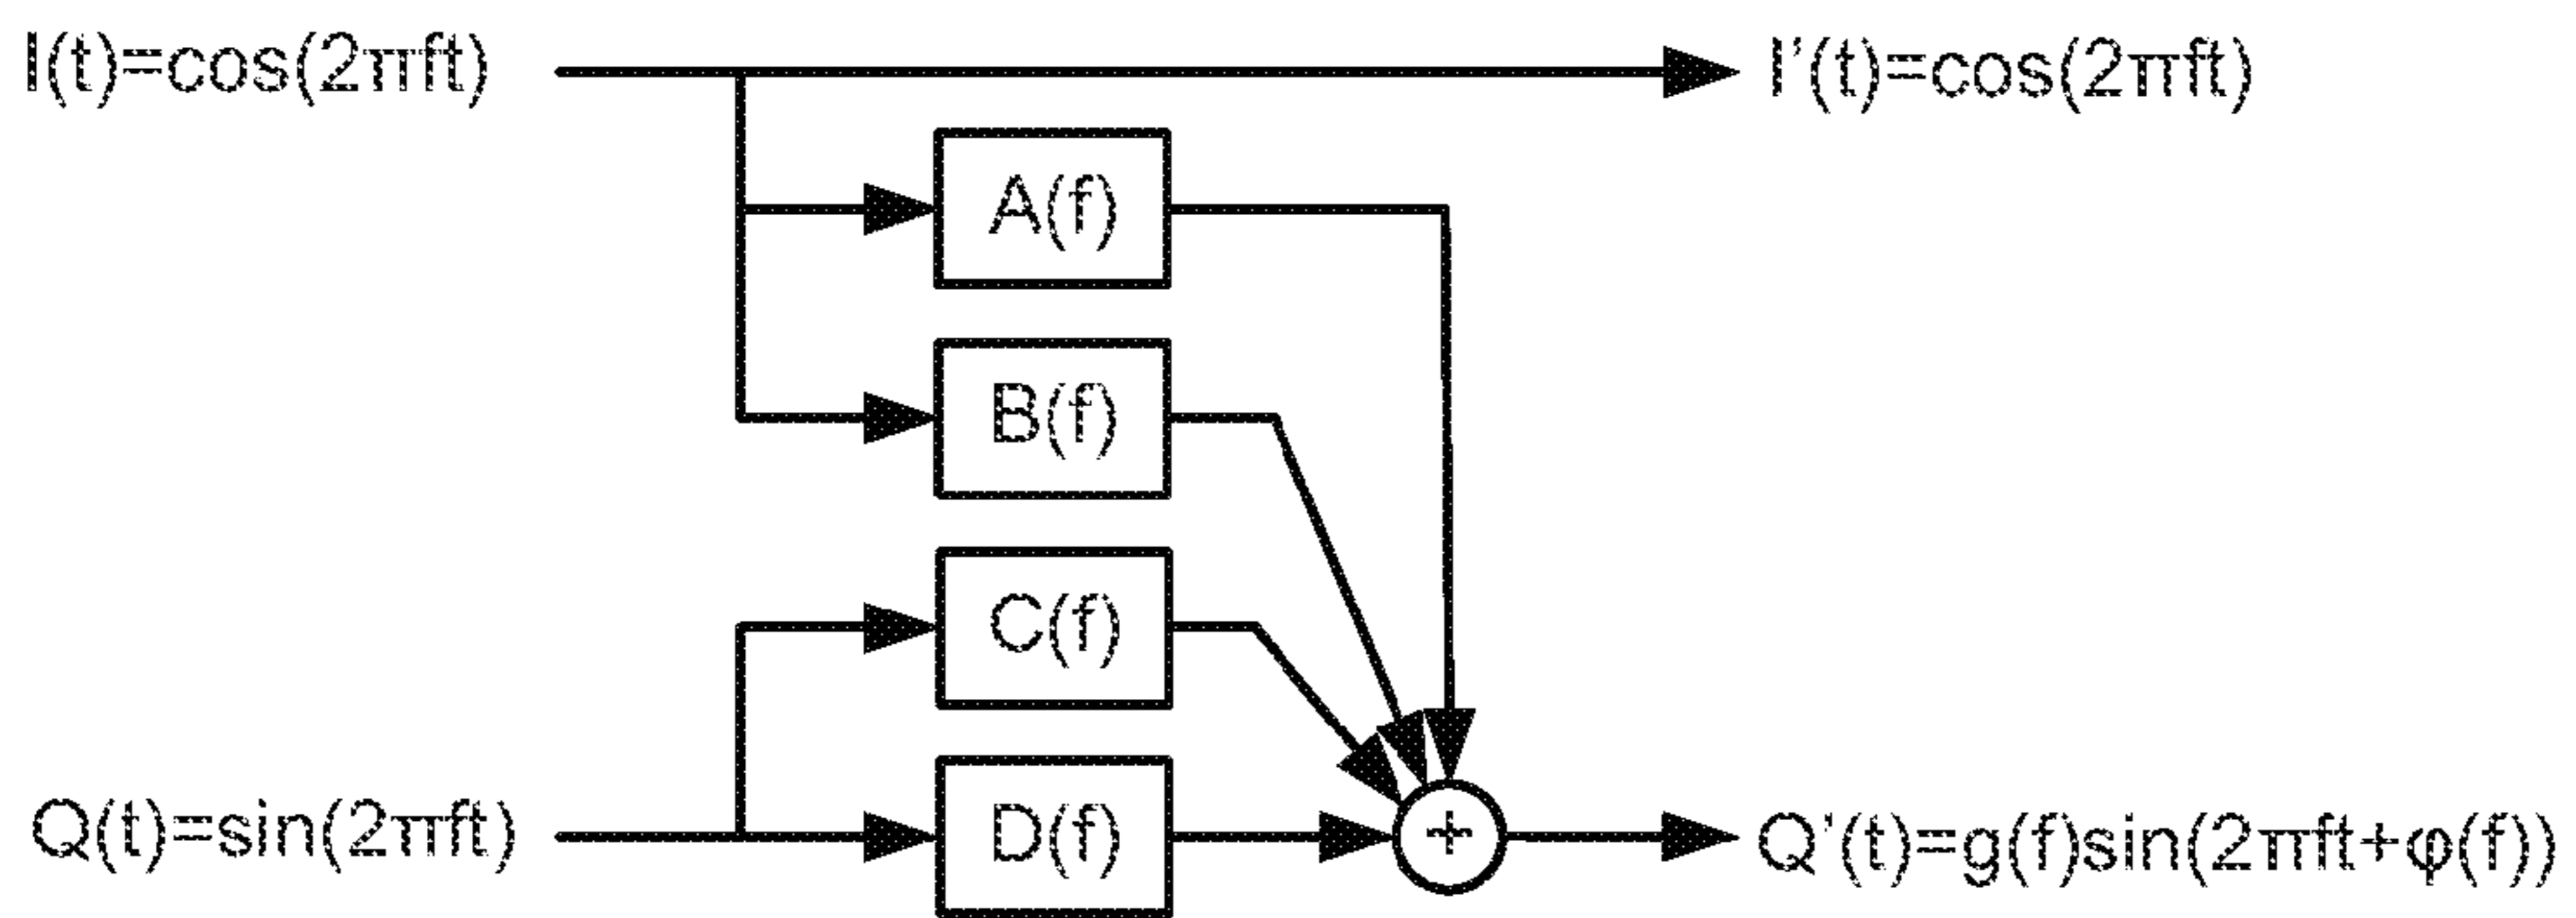 I(t)=cos(2πft)
I'(t)=cos(2πft)
A(f)
B(f)
C(f)
D(f)
Q(t)=sin(2πft)
+
Q'(t)=g(f)sin(2πft+φ(f))